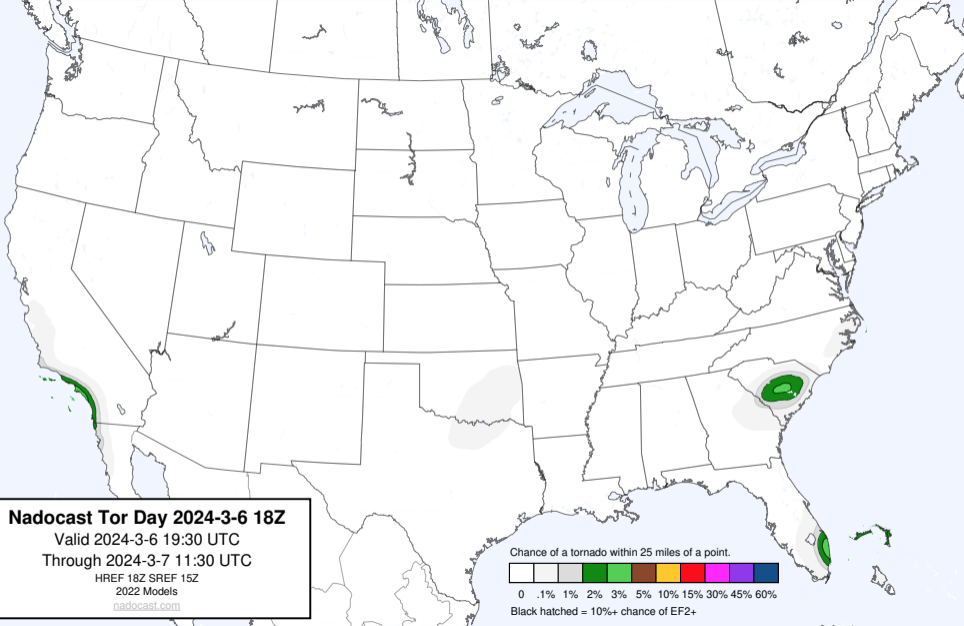 Nadocast Tor Day 2024-3-6 18Z
Valid 2024-3-6 19:30 UTC
Through 2024-3-7 11:30 UTC
HREF 18Z SREF 15Z
2022 Models
nadocast.com
Chance of a tornado within 25 miles of a point.
0 .1% 1% 2% 3% 5% 10% 15% 30% 45% 60%
Black hatched = 10%+ chance of EF2+